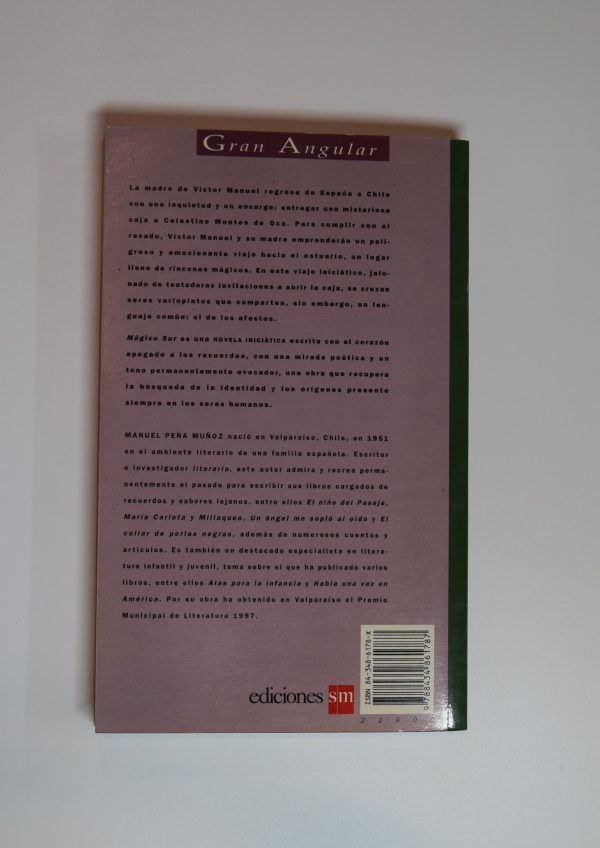 Gran Angular
La madre de Víctor Manuel regresa de España a Chile
con una inquietud y un encargo: entregar una misteriosa
caja a Celestino Montes de Oca. Para cumplir con el
recado, Víctor Manuel y su madre emprenderán un peli-
groso y emocionante viaje hacia el estuario, un lugar
lleno de rincones mágicos. En este viaje iniciático, jalo-
nado de tentadoras invitaciones a abrir la caja, se cruzan
seres variopintos que comparten, sin embargo, un len-
guaje común: el de los afectos.
Mágico Sur es una NOVELA INICIÁTICA escrita con el corazón
apegado a los recuerdos, con una mirada poética y un
tono permanentemente evocador, una obra que recupera
la búsqueda de la identidad y los orígenes presente
siempre en los seres humanos.
MANUEL PEÑA MUÑOZ nació en Valparaíso, Chile, en 1951
en el ambiente literario de una familia española. Escritor
e investigador literario, este autor admira y recrea perma-
nentemente el pasado para escribir sus libros cargados de
recuerdos y sabores lejanos, entre ellos El niño del Pasaje,
María Carlota y Millaqueo, Un ángel me sopló al oído y El
collar de perlas negras, además de numerosos cuentos y
artículos. Es también un destacado especialista en litera-
tura infantil y juvenil, tema sobre el que ha publicado varios
libros, entre ellos Alas para la infancia y Había una vez en
América. Por su obra ha obtenido en Valparaíso el Premio
Municipal de Literatura 1997.
ediciones sm
ISBN 84-348-6178-X
9 788434 861787